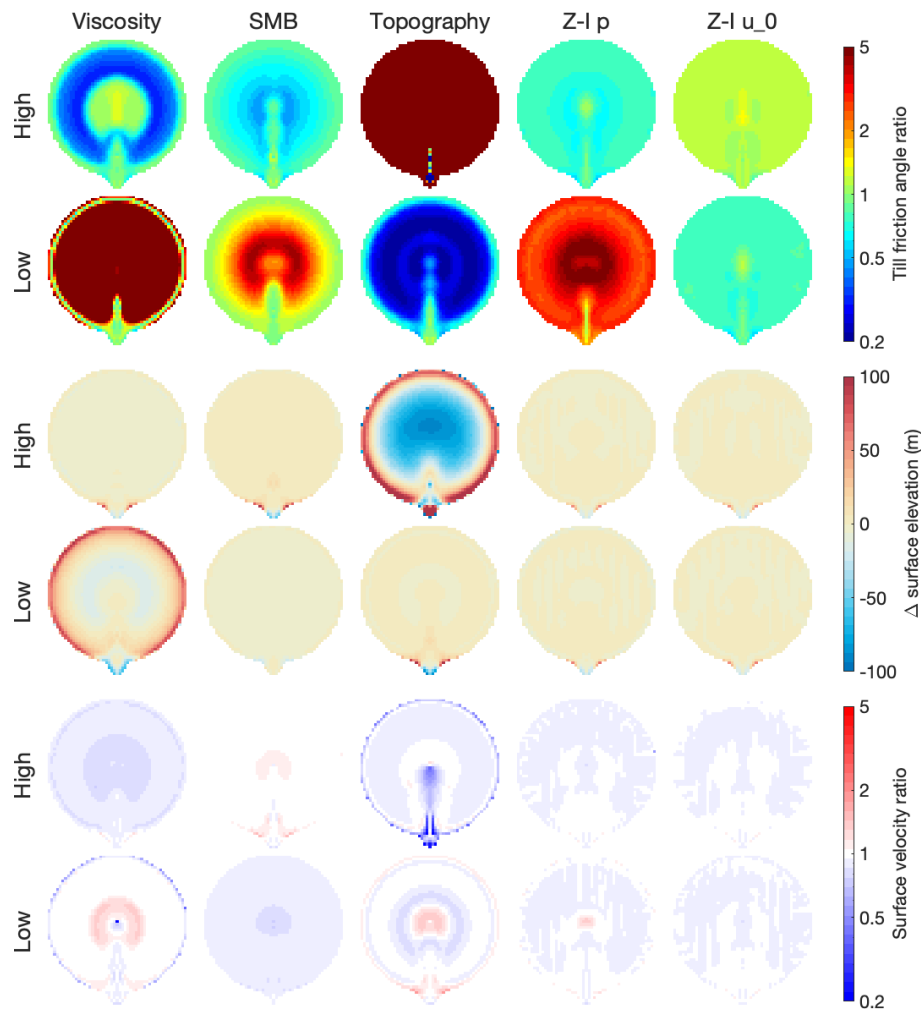 Viscosity SMB Topography Z-I p Z-I u_0
High
Low
5
2
1
0.5
0.2
Till friction angle ratio
High
Low
100
50
0
-50
-100
Δ surface elevation (m)
High
Low
5
2
1
0.5
0.2
Surface velocity ratio